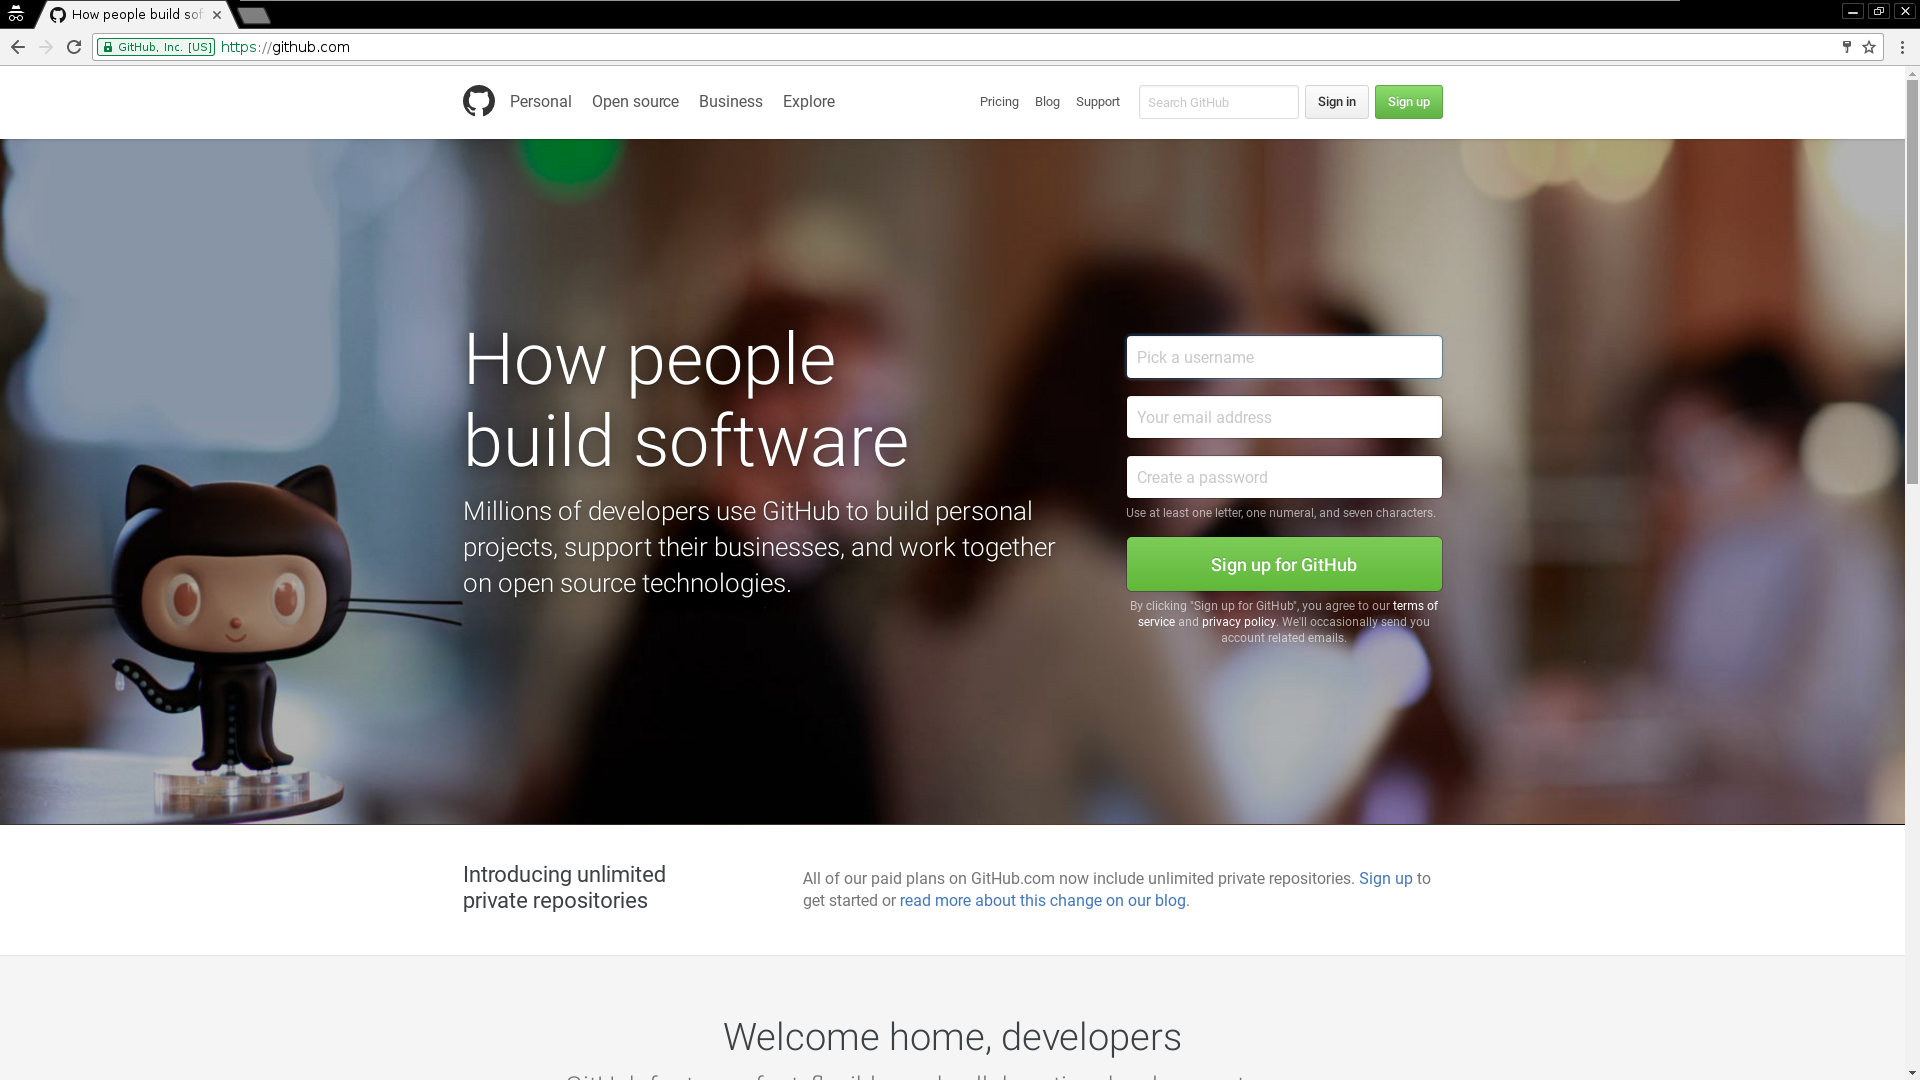 How people build sof
GitHub, Inc. [US] https://github.com
Personal Open source Business Explore Pricing Blog Support Search GitHub Sign in Sign up
How people
build software
Millions of developers use GitHub to build personal
projects, support their businesses, and work together
on open source technologies.
Pick a username
Your email address
Create a password
Use at least one letter, one numeral, and seven characters.
Sign up for GitHub
By clicking "Sign up for GitHub", you agree to our terms of
service and privacy policy. We'll occasionally send you
account related emails.
Introducing unlimited
private repositories
All of our paid plans on GitHub.com now include unlimited private repositories. Sign up to
get started or read more about this change on our blog.
Welcome home, developers